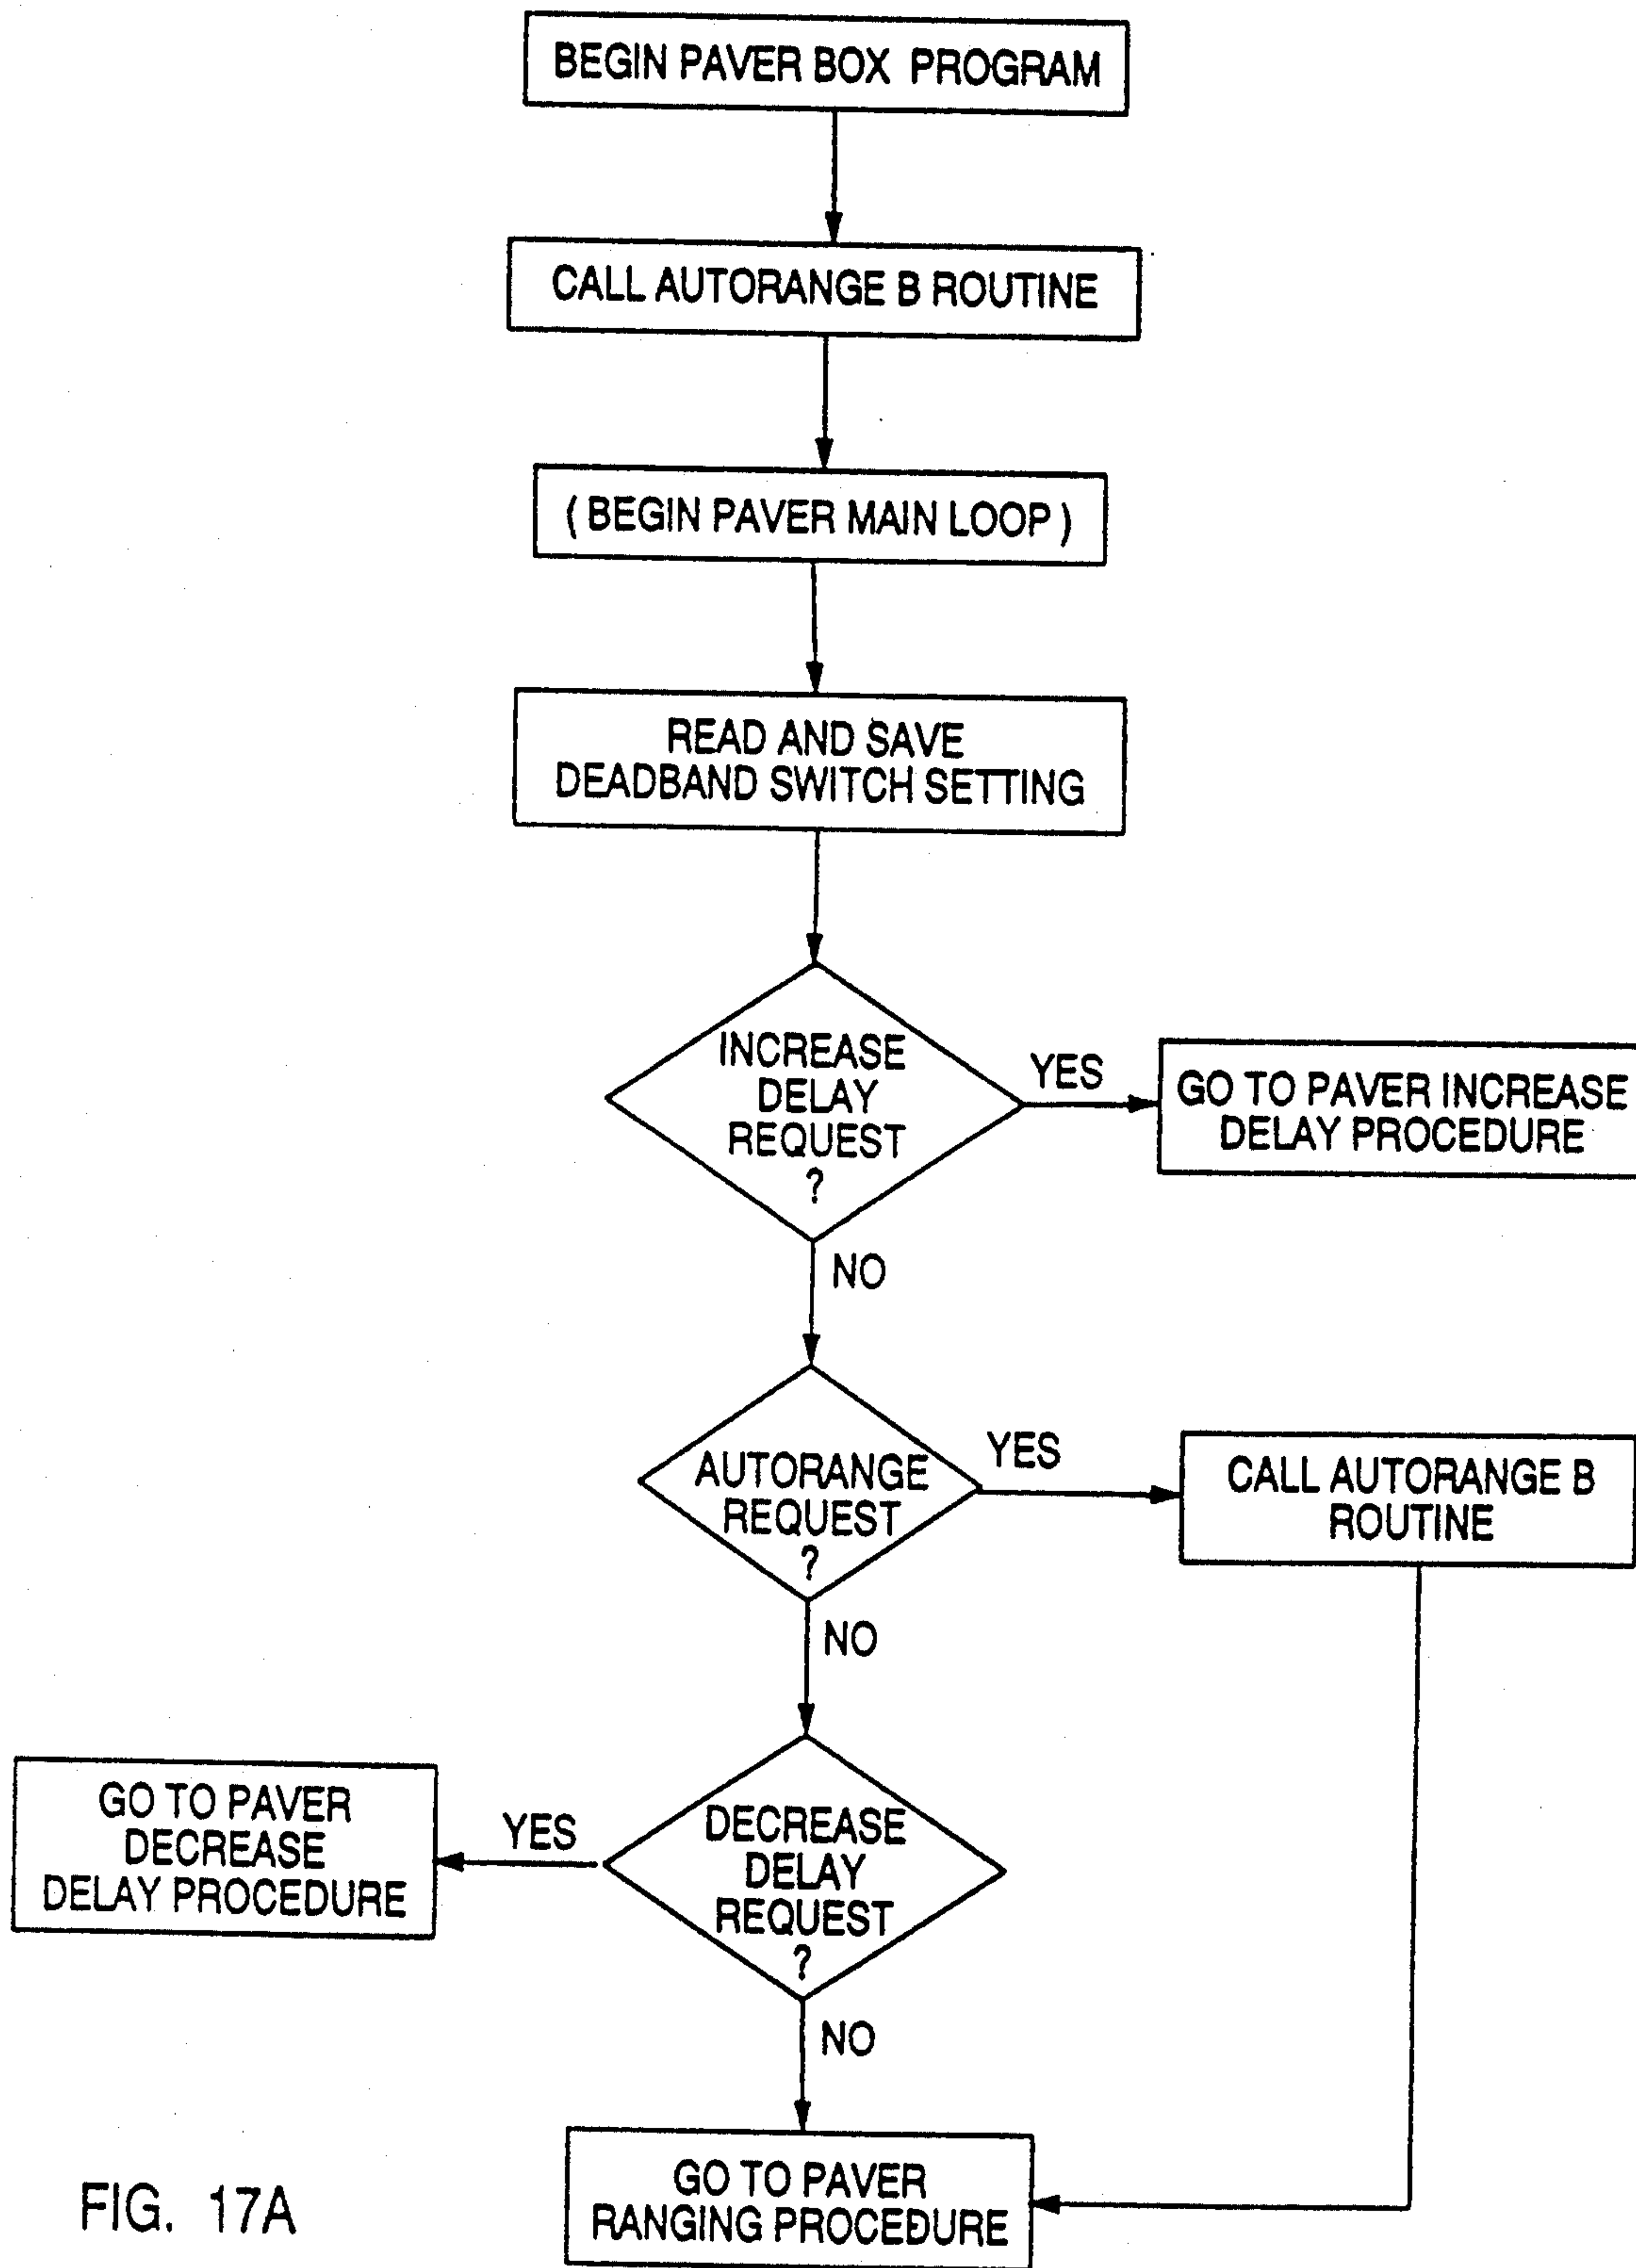 BEGIN PAVER BOX PROGRAM
CALL AUTORANGE B ROUTINE
( BEGIN PAVER MAIN LOOP )
READ AND SAVE
DEADBAND SWITCH SETTING
INCREASE
DELAY
REQUEST
?
YES
GO TO PAVER INCREASE
DELAY PROCEDURE
NO
AUTORANGE
REQUEST
?
YES
CALL AUTORANGE B
ROUTINE
NO
DECREASE
DELAY
REQUEST
?
YES
GO TO PAVER
DECREASE
DELAY PROCEDURE
NO
GO TO PAVER
RANGING PROCEDURE
FIG. 17A